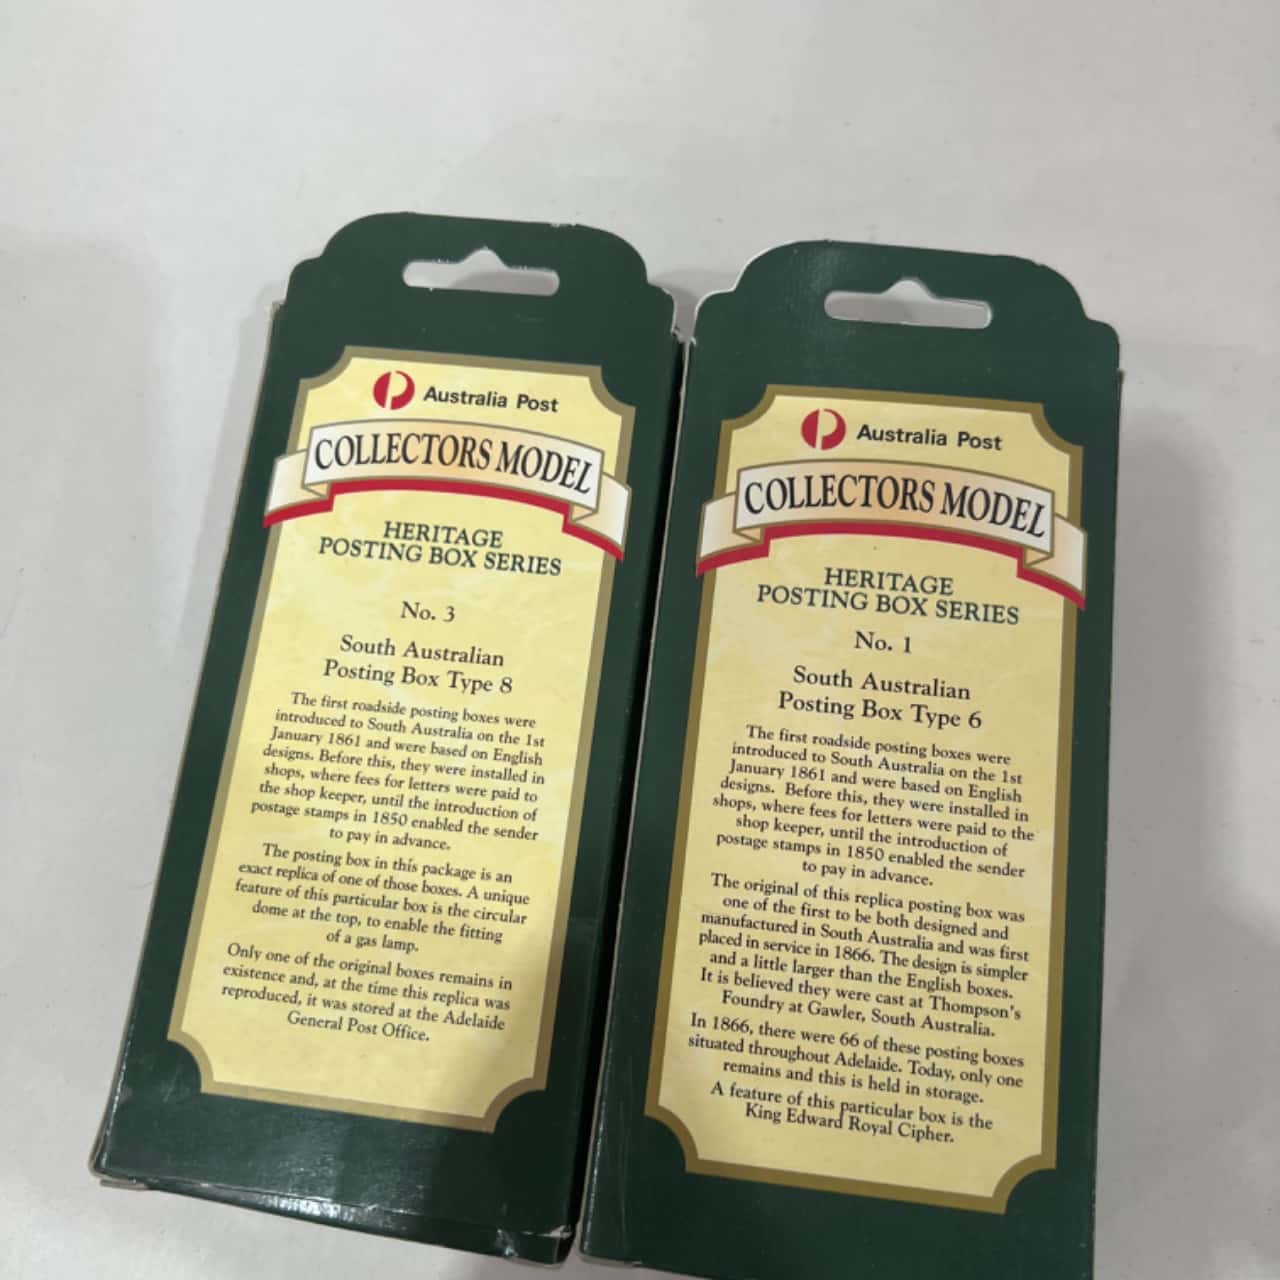 Australia Post
COLLECTORS MODEL
HERITAGE
POSTING BOX SERIES
No. 3
South Australian
Posting Box Type 8
The first roadside posting boxes were
introduced to South Australia on the 1st
January 1861 and were based on English
designs. Before this, they were installed in
shops, where fees for letters were paid to
the shop keeper, until the introduction of
postage stamps in 1850 enabled the sender
to pay in advance.
The posting box in this package is an
exact replica of one of those boxes. A unique
feature of this particular box is the circular
dome at the top, to enable the fitting
of a gas lamp.
Only one of the original boxes remains in
existence and, at the time this replica was
reproduced, it was stored at the Adelaide
General Post Office.
Australia Post
COLLECTORS MODEL
HERITAGE
POSTING BOX SERIES
No. 1
South Australian
Posting Box Type 6
The first roadside posting boxes were
introduced to South Australia on the 1st
January 1861 and were based on English
designs. Before this, they were installed in
shops, where fees for letters were paid to the
shop keeper, until the introduction of
postage stamps in 1850 enabled the sender
to pay in advance.
The original of this replica posting box was
one of the first to be both designed and
manufactured in South Australia and was first
placed in service in 1866. The design is simpler
and a little larger than the English boxes.
It is believed they were cast at Thompson's
Foundry at Gawler, South Australia.
In 1866, there were 66 of these posting boxes
situated throughout Adelaide. Today, only one
remains and this is held in storage.
A feature of this particular box is the
King Edward Royal Cipher.